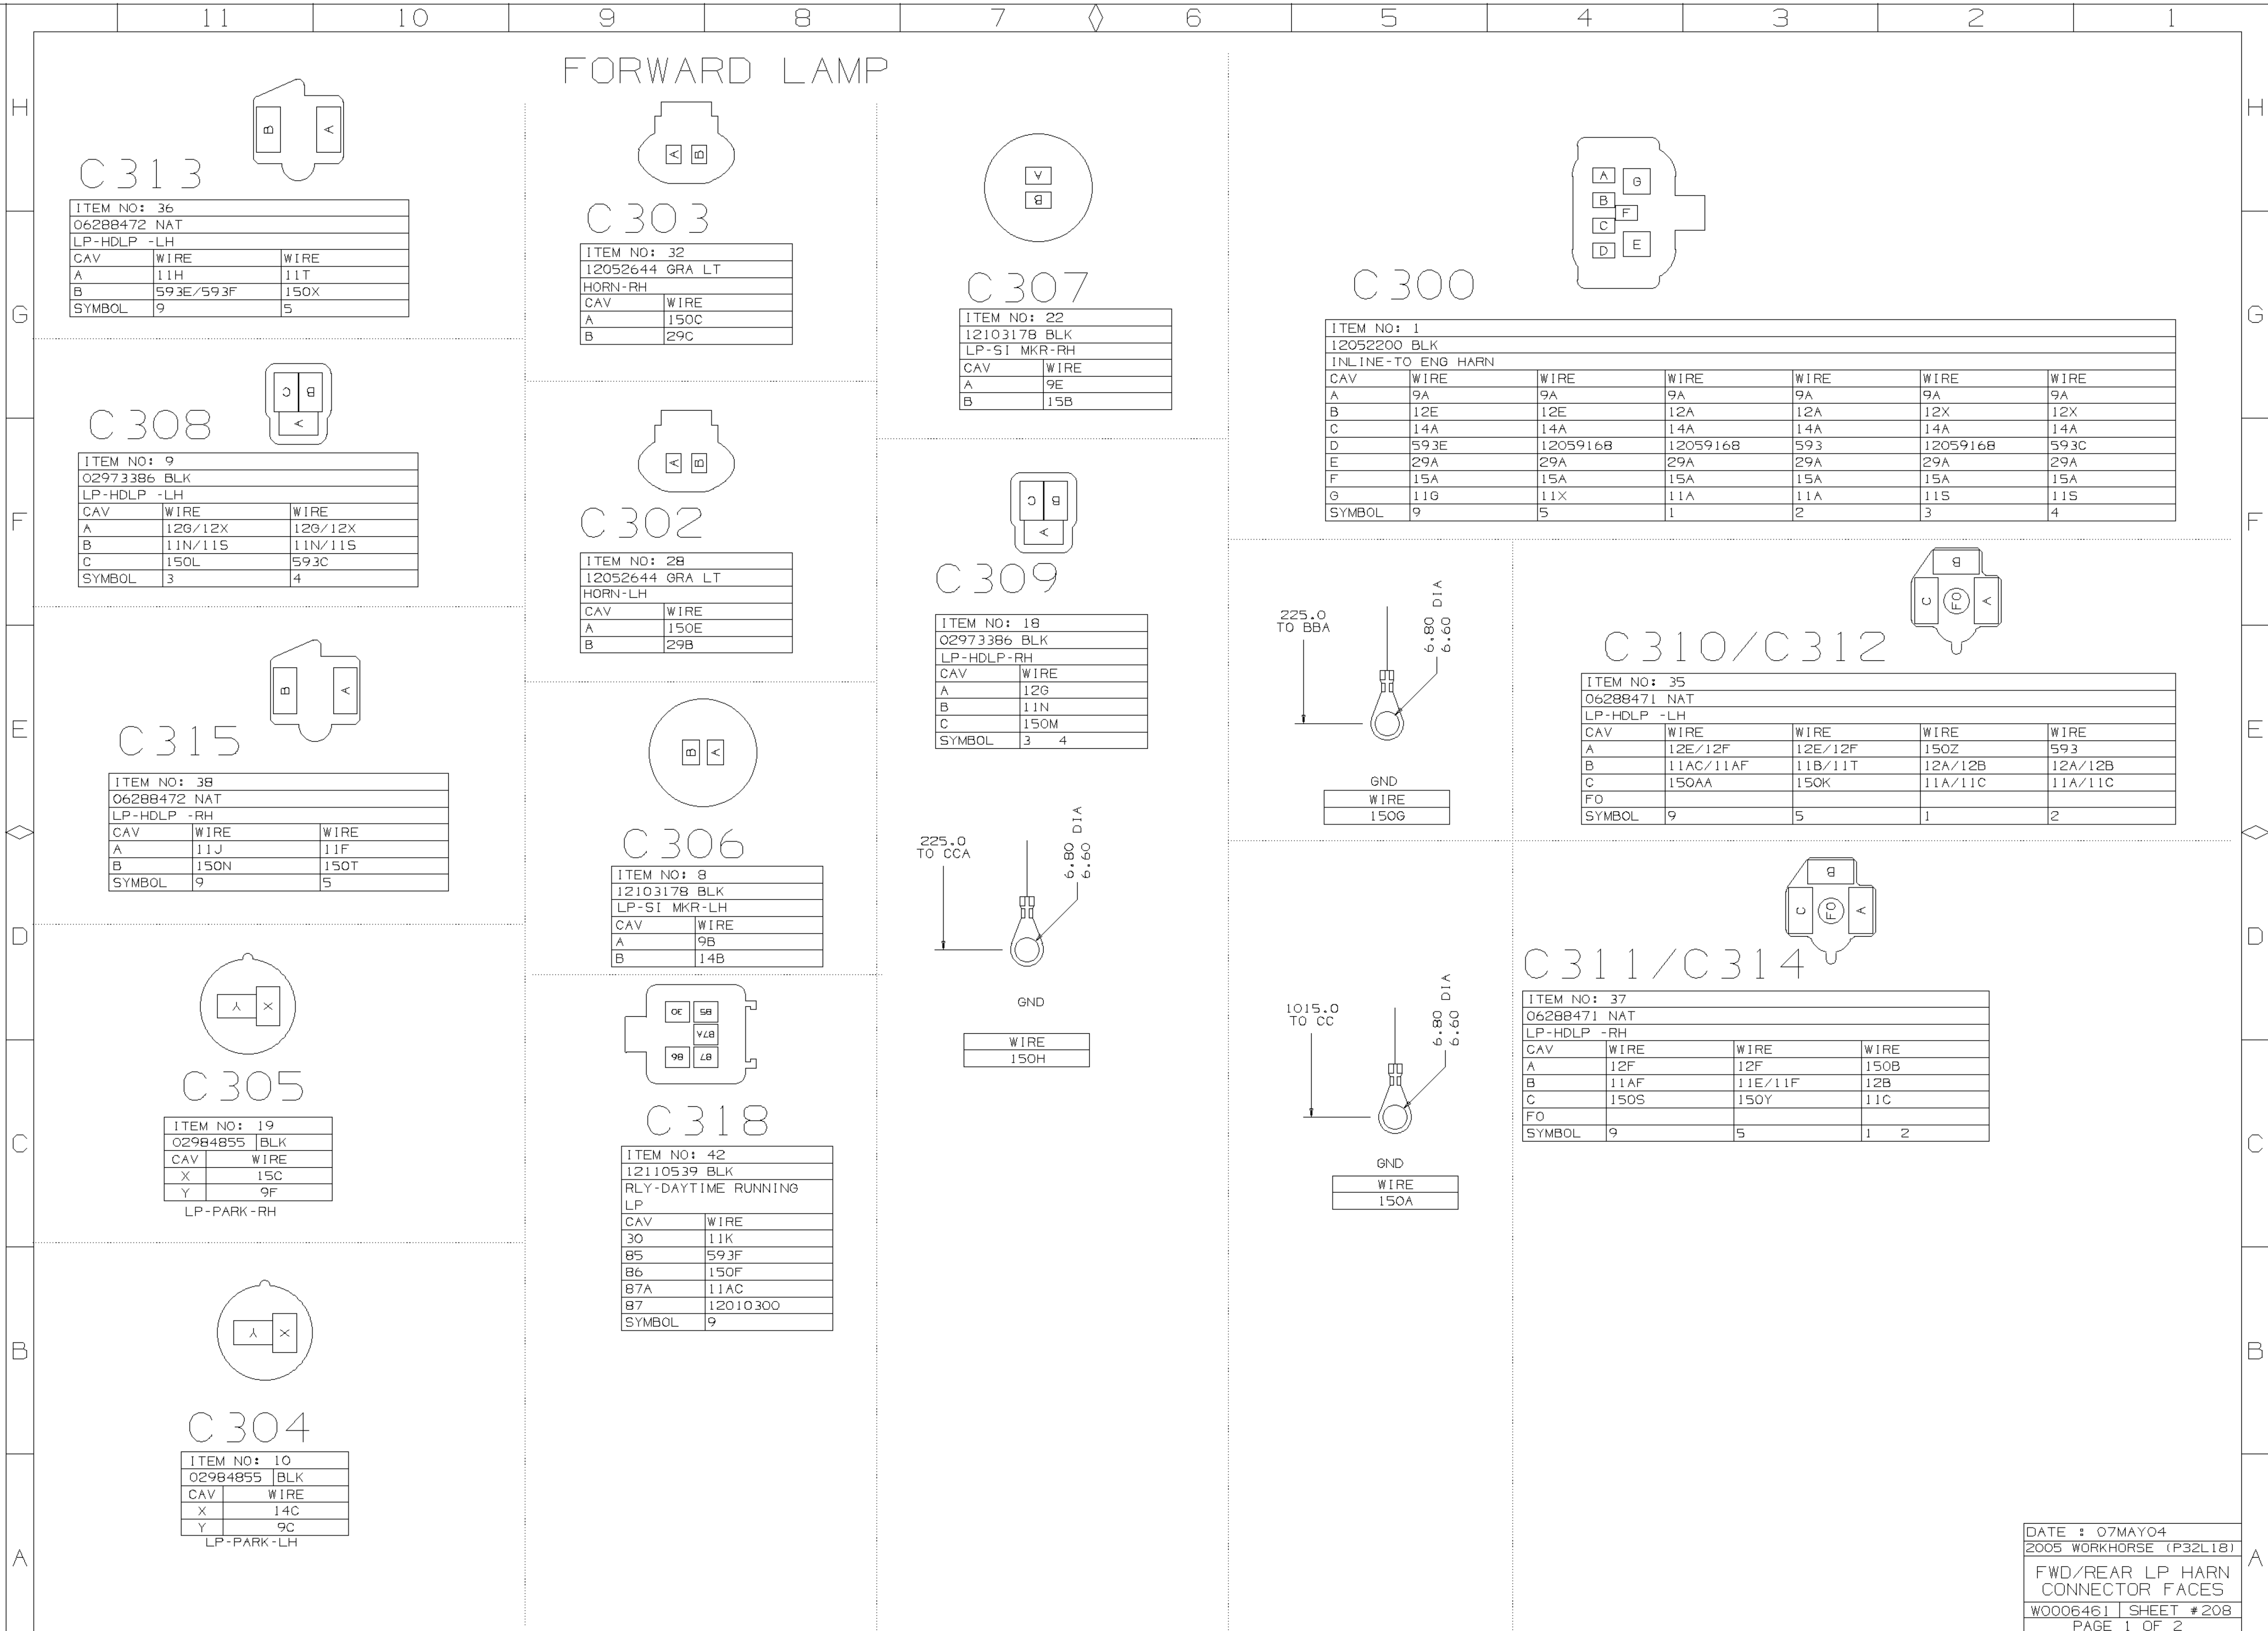 11 10 9 8 7 6 5 4 3 2 1
FORWARD LAMP
H
G
F
E
D
C
B
A
B A
C313
ITEM NO: 36
06288472 NAT
LP-HDLP -LH
CAV WIRE WIRE
A 11H 11T
B 593E/593F 150X
SYMBOL 9 5
C B
A
C308
ITEM NO: 9
02973386 BLK
LP-HDLP -LH
CAV WIRE WIRE
A 12G/12X 12G/12X
B 11N/11S 11N/11S
C 150L 593C
SYMBOL 3 4
B A
C315
ITEM NO: 38
06288472 NAT
LP-HDLP -RH
CAV WIRE WIRE
A 11J 11F
B 150N 150T
SYMBOL 9 5
Y X
C305
ITEM NO: 19
02984855 BLK
CAV WIRE
X 15C
Y 9F
LP-PARK-RH
Y X
C304
ITEM NO: 10
02984855 BLK
CAV WIRE
X 14C
Y 9C
LP-PARK-LH
A B
C303
ITEM NO: 32
12052644 GRA LT
HORN-RH
CAV WIRE
A 150C
B 29C
A B
C302
ITEM NO: 28
12052644 GRA LT
HORN-LH
CAV WIRE
A 150E
B 29B
B A
C306
ITEM NO: 8
12103178 BLK
LP-SI MKR-LH
CAV WIRE
A 9B
B 14B
30 85
87A
86 87
C318
ITEM NO: 42
12110539 BLK
RLY-DAYTIME RUNNING
LP
CAV WIRE
30 11K
85 593F
86 150F
87A 11AC
87 12010300
SYMBOL 9
A
B
C307
ITEM NO: 22
12103178 BLK
LP-SI MKR-RH
CAV WIRE
A 9E
B 15B
C B
A
C309
ITEM NO: 18
02973386 BLK
LP-HDLP-RH
CAV WIRE
A 12G
B 11N
C 150M
SYMBOL 3 4
225.0
TO CCA
6.80 DIA
6.60
GND
WIRE
150H
A G
B
F
C
D E
C300
ITEM NO: 1
12052200 BLK
INLINE-TO ENG HARN
CAV WIRE WIRE WIRE WIRE WIRE WIRE
A 9A 9A 9A 9A 9A 9A
B 12E 12E 12A 12A 12X 12X
C 14A 14A 14A 14A 14A 14A
D 593E 12059168 12059168 593 12059168 593C
E 29A 29A 29A 29A 29A 29A
F 15A 15A 15A 15A 15A 15A
G 11G 11X 11A 11A 11S 11S
SYMBOL 9 5 1 2 3 4
225.0
TO BBA
6.80 DIA
6.60
GND
WIRE
150G
B
C FO A
C310/C312
ITEM NO: 35
06288471 NAT
LP-HDLP -LH
CAV WIRE WIRE WIRE WIRE
A 12E/12F 12E/12F 150Z 593
B 11AC/11AF 11B/11T 12A/12B 12A/12B
C 150AA 150K 11A/11C 11A/11C
FO
SYMBOL 9 5 1 2
1015.0
TO CC
6.80 DIA
6.60
GND
WIRE
150A
B
C FO A
C311/C314
ITEM NO: 37
06288471 NAT
LP-HDLP -RH
CAV WIRE WIRE WIRE
A 12F 12F 150B
B 11AF 11E/11F 12B
C 150S 150Y 11C
FO
SYMBOL 9 5 1 2
H
G
F
E
D
C
B
A
DATE : 07MAY04
2005 WORKHORSE (P32L18)
FWD/REAR LP HARN
CONNECTOR FACES
W0006461 SHEET #208
PAGE 1 OF 2